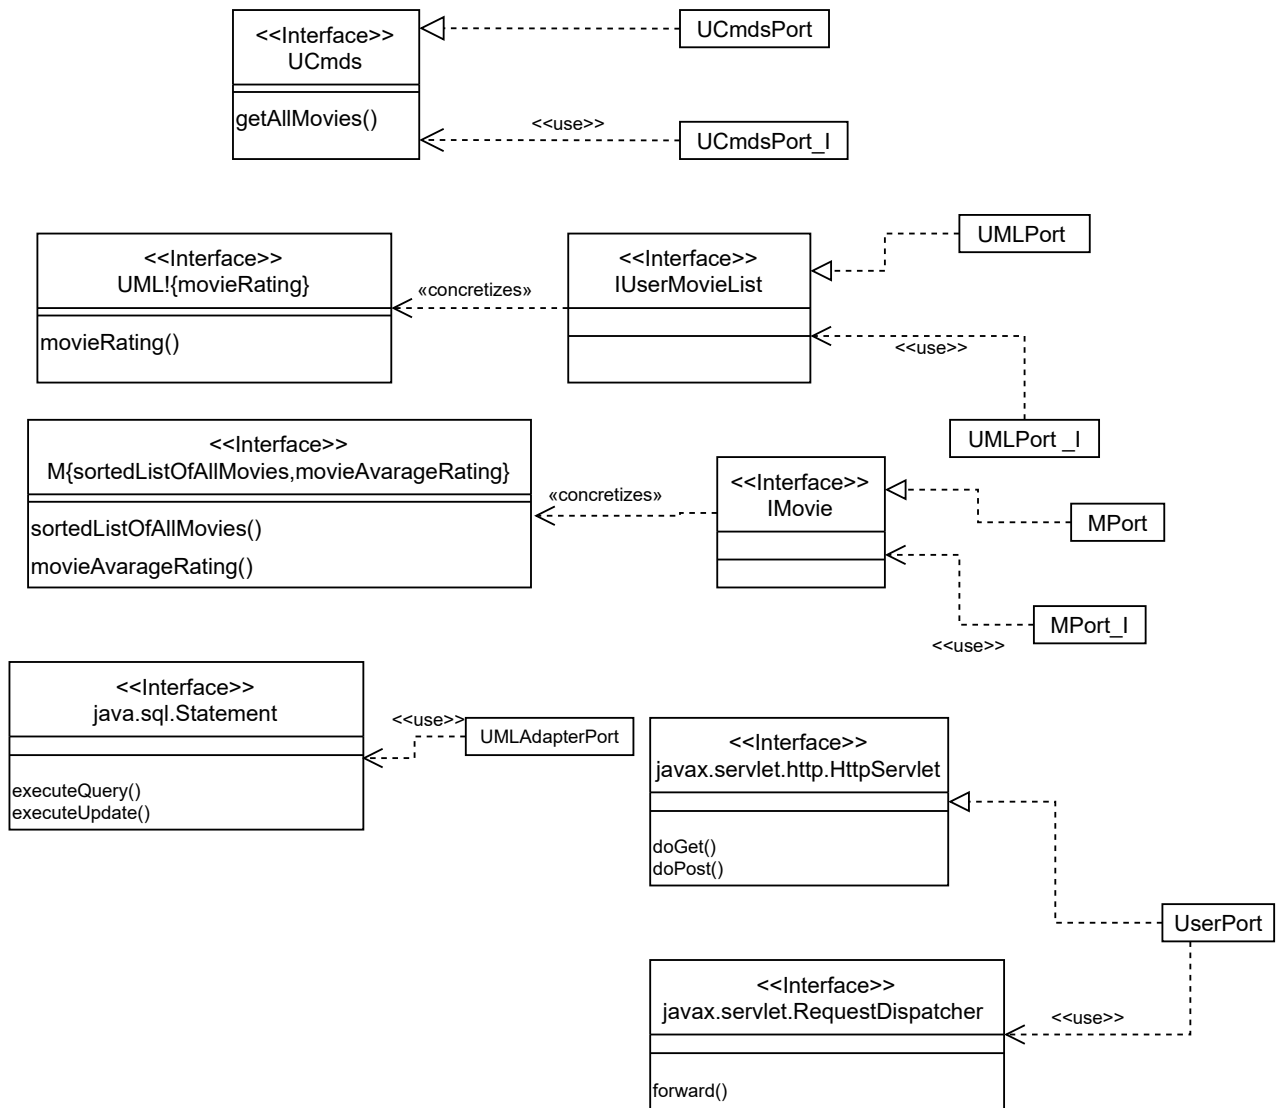 <<Interface>>
UCmds
getAllMovies()
UCmdsPort
<<use>>
UCmdsPort_I
<<Interface>>
UML!{movieRating}
movieRating()
«concretizes»
<<Interface>>
IUserMovieList
UMLPort
<<use>>
UMLPort _I
<<Interface>>
M{sortedListOfAllMovies,movieAvarageRating}
sortedListOfAllMovies()
movieAvarageRating()
«concretizes»
<<Interface>>
IMovie
MPort
MPort_I
<<use>>
<<Interface>>
java.sql.Statement
executeQuery()
executeUpdate()
<<use>>
UMLAdapterPort
<<Interface>>
javax.servlet.http.HttpServlet
doGet()
doPost()
UserPort
<<Interface>>
javax.servlet.RequestDispatcher
forward()
<<use>>